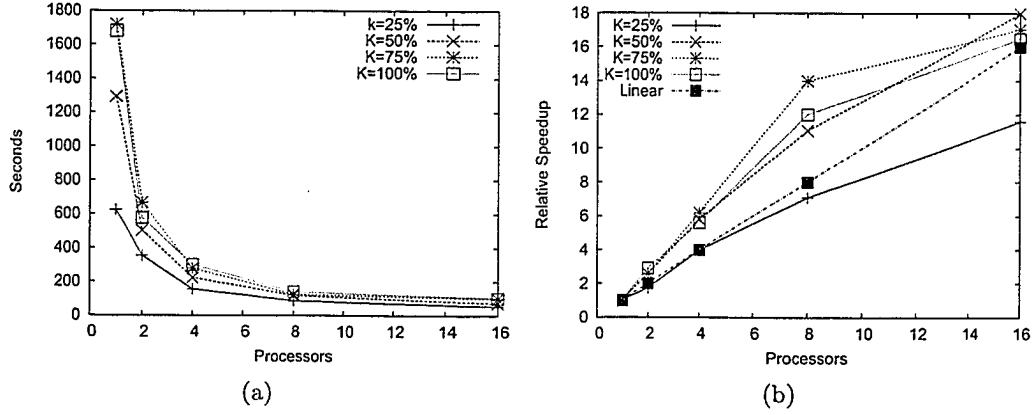 1800
1600
1400
1200
1000
800
600
400
200
0
Seconds
0 2 4 6 8 10 12 14 16
Processors
k=25%
K=50%
K=75%
K=100%
(a)
18
16
14
12
10
8
6
4
2
0
Relative Speedup
0 2 4 6 8 10 12 14 16
Processors
K=25%
K=50%
K=75%
K=100%
Linear
(b)